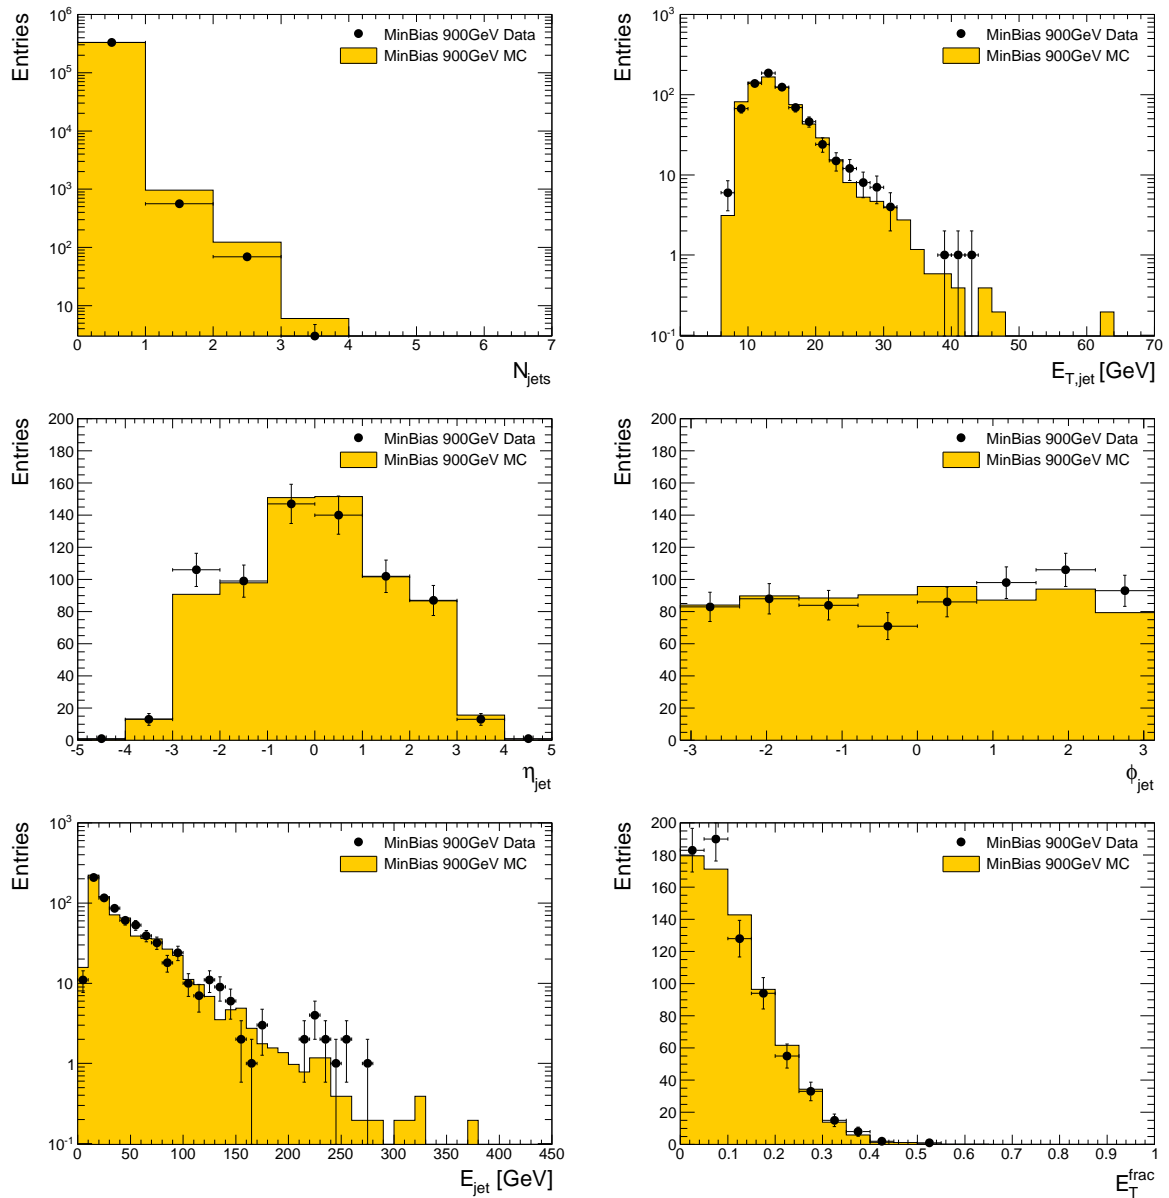 Entries
10^6
10^5
10^4
10^3
10^2
10
MinBias 900GeV Data
MinBias 900GeV MC
0 1 2 3 4 5 6 7
N_jets
Entries
10^3
10^2
10
1
10^-1
MinBias 900GeV Data
MinBias 900GeV MC
0 10 20 30 40 50 60 70
E_T,jet [GeV]
Entries
200
180
160
140
120
100
80
60
40
20
0
MinBias 900GeV Data
MinBias 900GeV MC
-5 -4 -3 -2 -1 0 1 2 3 4 5
η_jet
Entries
200
180
160
140
120
100
80
60
40
20
0
MinBias 900GeV Data
MinBias 900GeV MC
-3 -2 -1 0 1 2 3
ϕ_jet
Entries
10^3
10^2
10
1
10^-1
MinBias 900GeV Data
MinBias 900GeV MC
0 50 100 150 200 250 300 350 400 450
E_jet [GeV]
Entries
200
180
160
140
120
100
80
60
40
20
0
MinBias 900GeV Data
MinBias 900GeV MC
0 0.1 0.2 0.3 0.4 0.5 0.6 0.7 0.8 0.9 1
E_T^frac